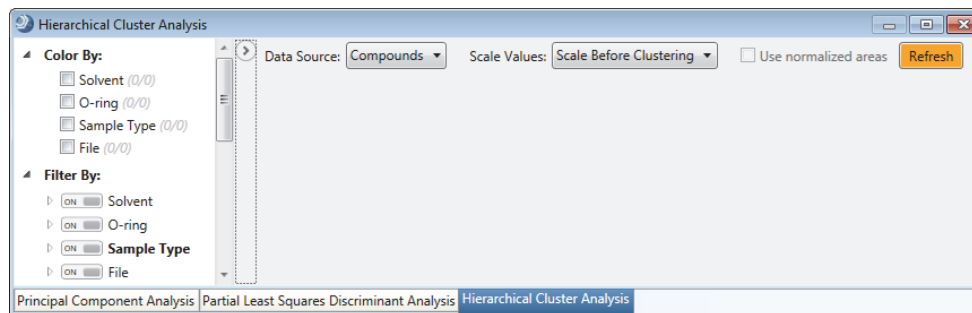 Hierarchical Cluster Analysis
Color By:
Solvent (0/0)
O-ring (0/0)
Sample Type (0/0)
File (0/0)
Filter By:
ON Solvent
ON O-ring
ON Sample Type
ON File
Data Source: Compounds Scale Values: Scale Before Clustering Use normalized areas Refresh
Principal Component Analysis Partial Least Squares Discriminant Analysis Hierarchical Cluster Analysis